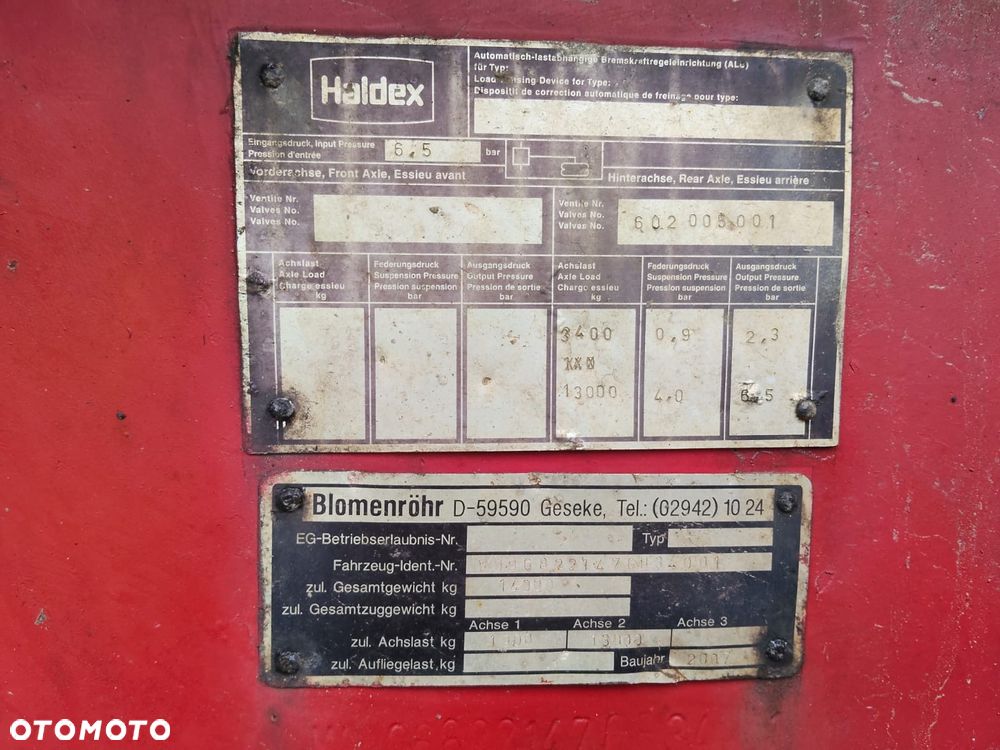 Haldex
Automatisch-lastabhängige Bremskraftregeleinrichtung (ALB)
für Typ:
Load Sensing Device for Type:
Dispositif de correction automatique de freinage pour type:
Eingangsdruck, Input Pressure
Pression d'entrée
6,5 bar
Vorderachse, Front Axle, Essieu avant
Hinterachse, Rear Axle, Essieu arrière
Ventile Nr.
Valves No.
Valves No.
Ventile Nr.
Valves No.
Valves No.
602 005 001
Achslast
Axle Load
Charge essieu
kg
Federungsdruck
Suspension Pressure
Pression suspension
bar
Ausgangsdruck
Output Pressure
Pression de sortie
bar
Achslast
Axle Load
Charge essieu
kg
Federungsdruck
Suspension Pressure
Pression suspension
bar
Ausgangsdruck
Output Pressure
Pression de sortie
bar
3400 0,9 2,3
13000 4.0 6.5
Blomenröhr D-59590 Geseke, Tel.: (02942) 10 24
EG-Betriebserlaubnis-Nr. Typ
Fahrzeug-Ident.-Nr.
zul. Gesamtgewicht kg 14000
zul. Gesamtzuggewicht kg
Achse 1 Achse 2 Achse 3
zul. Achslast kg 1000 13000
zul. Aufliegelast kg Baujahr 2007
OTOMOTO